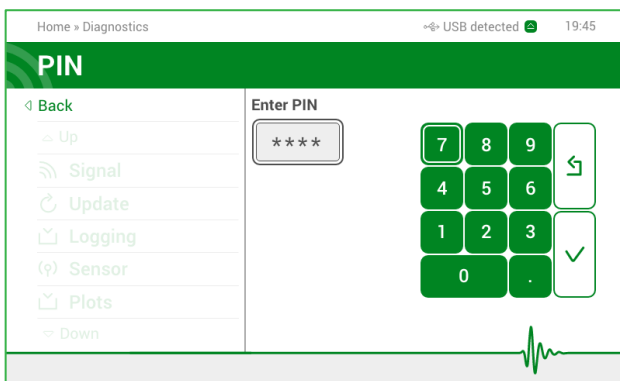 Home » Diagnostics
USB detected
19:45
PIN
Back
Enter PIN
Up
****
Signal
Update
Logging
Sensor
Plots
Down
7 8 9
4 5 6
1 2 3
0 .